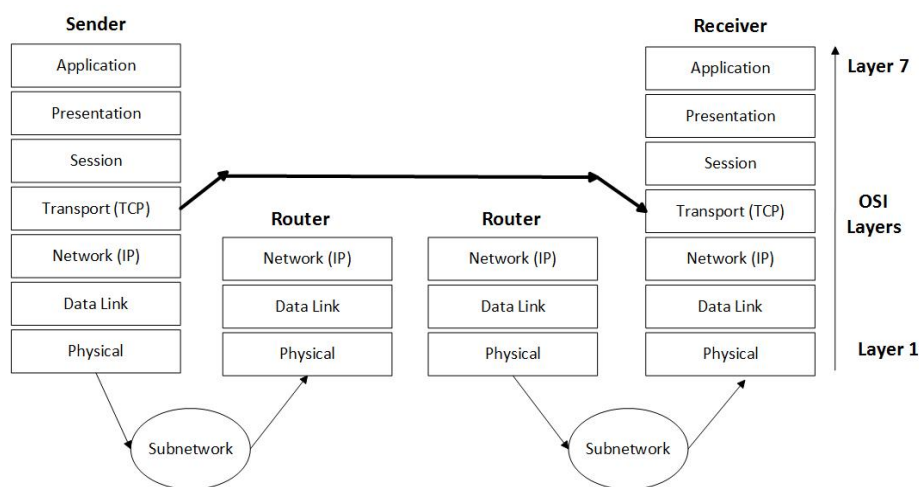 Sender
Application
Presentation
Session
Transport (TCP)
Network (IP)
Data Link
Physical
Router
Network (IP)
Data Link
Physical
Subnetwork
Router
Network (IP)
Data Link
Physical
Subnetwork
Receiver
Application
Presentation
Session
Transport (TCP)
Network (IP)
Data Link
Physical
Layer 7
OSI
Layers
Layer 1